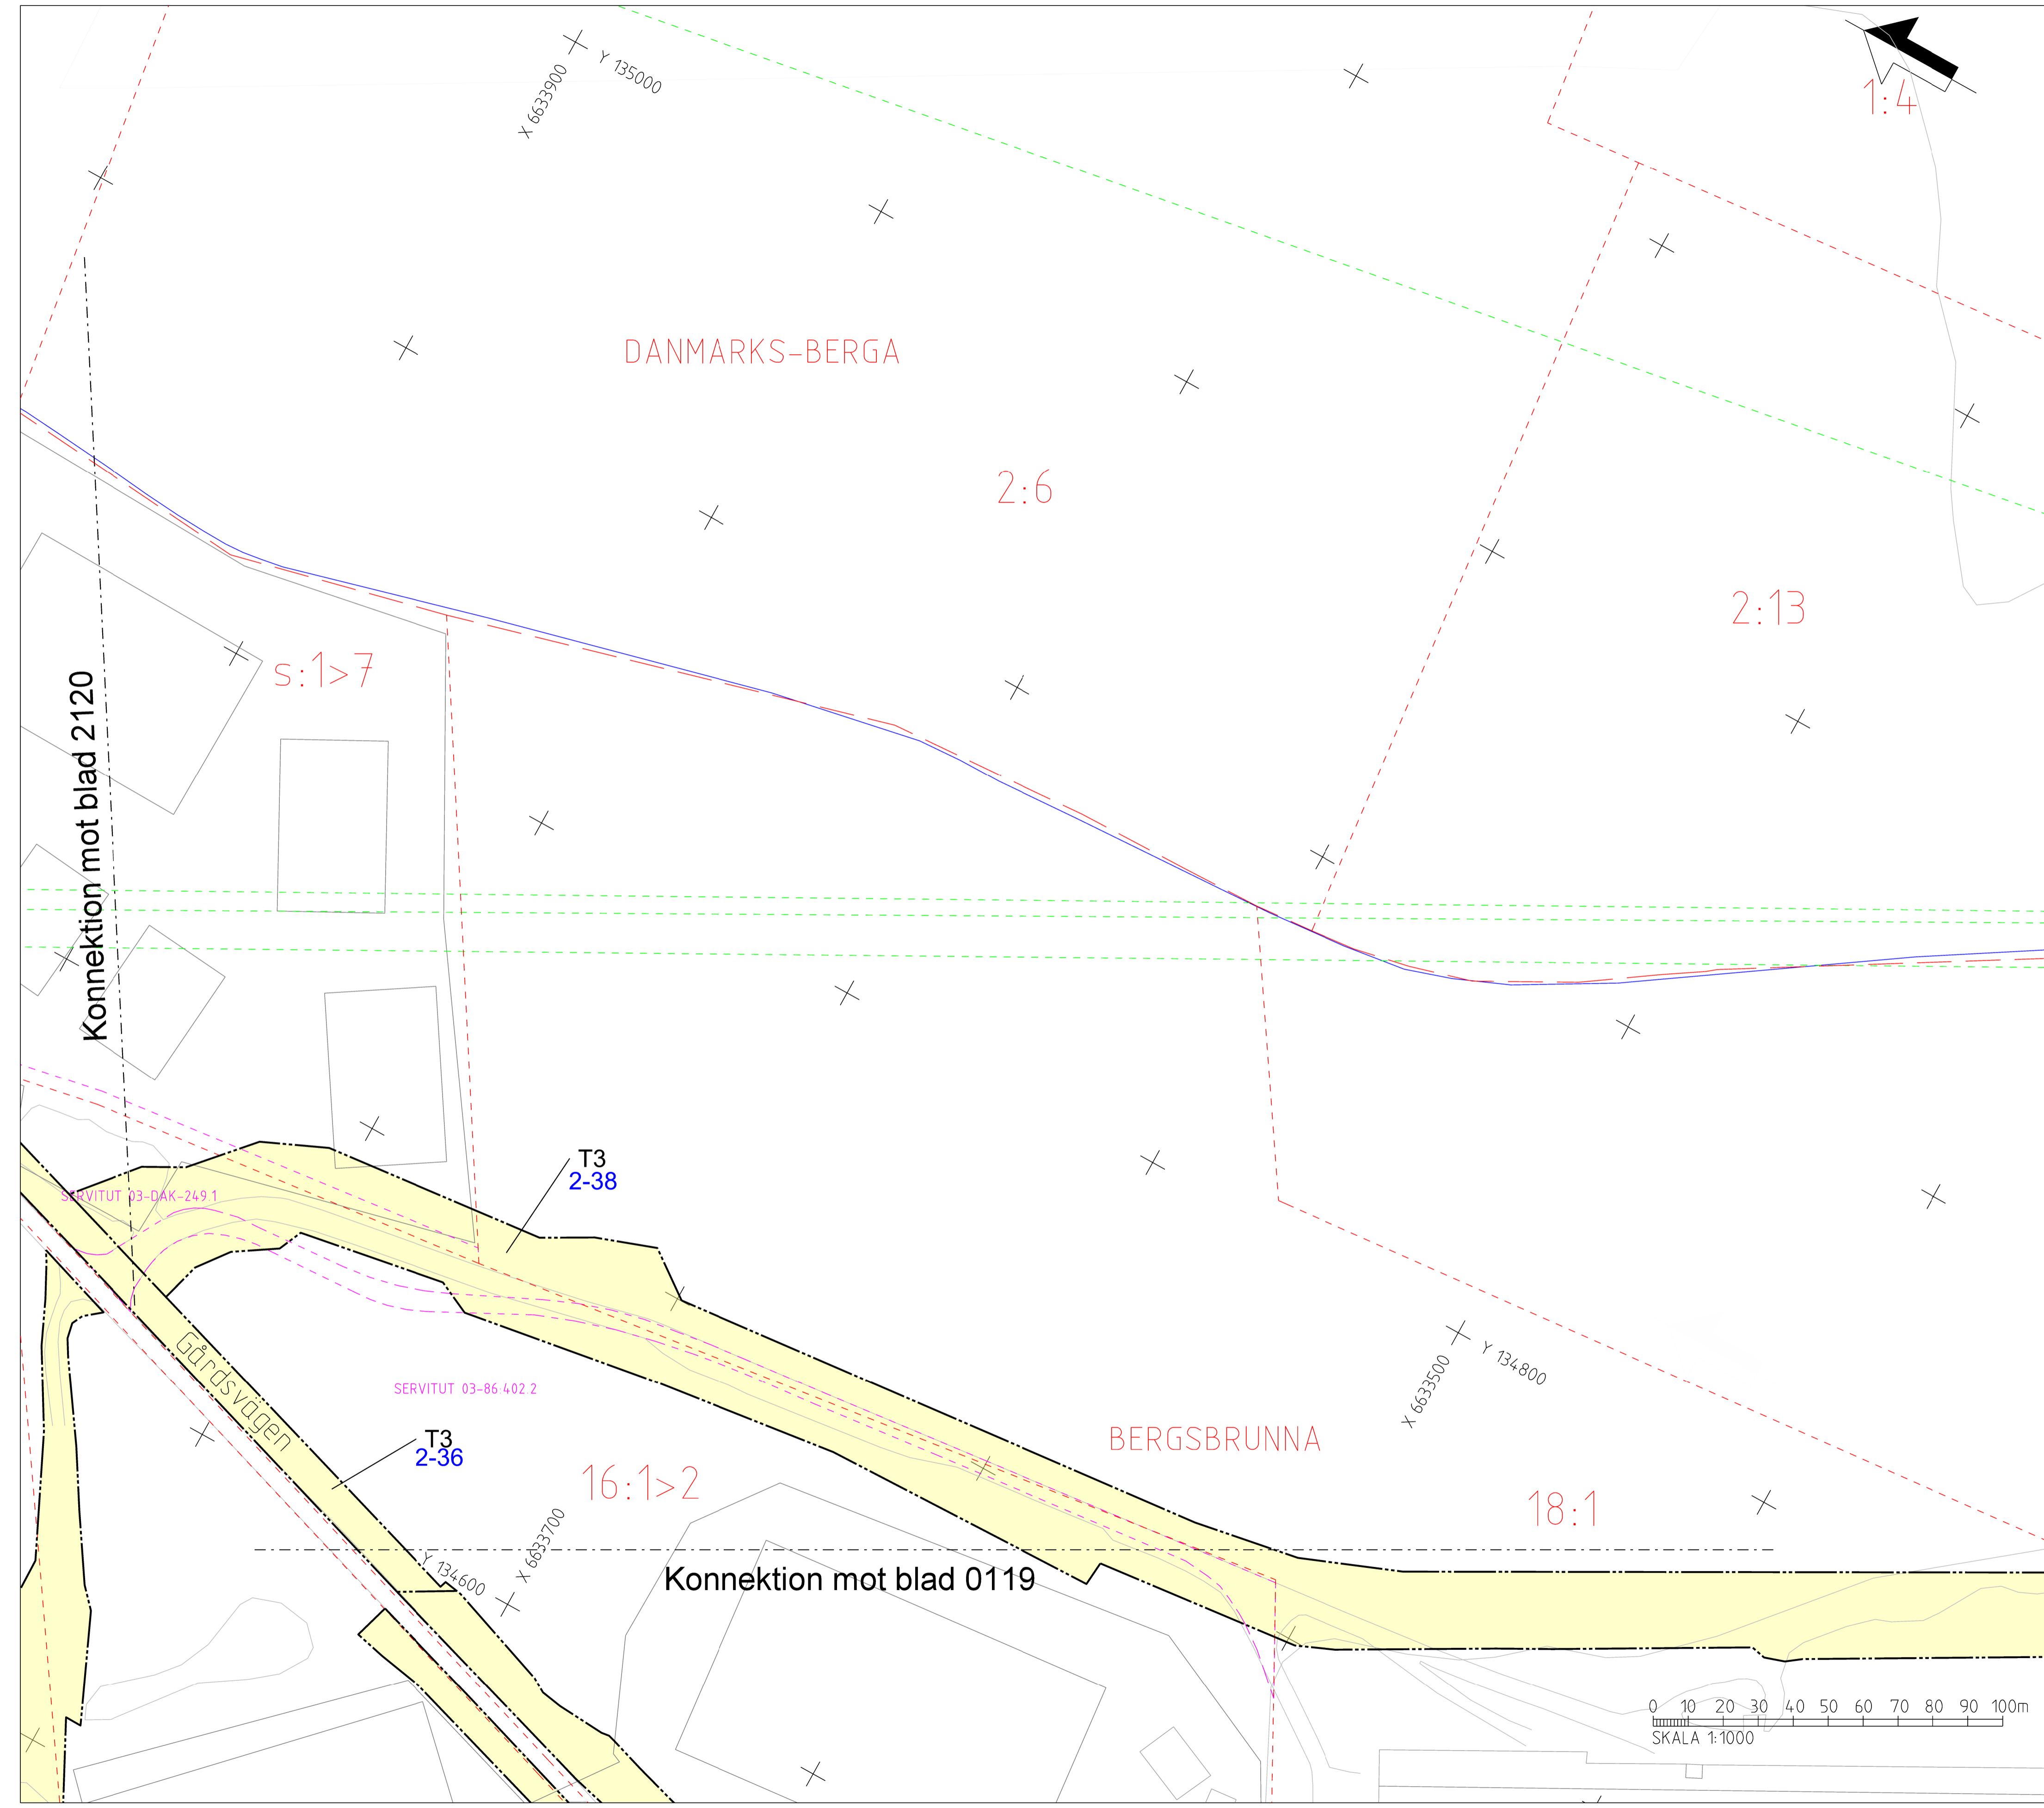 Y 135000
X 6633900
1:4
DANMARKS-BERGA
2:6
2:13
s:1>7
Konnektion mot blad 2120
T3
2-38
SERVITUT 03-DAK-249.1
Gårdsvägen
SERVITUT 03-86.402.2
X 6633500
Y 134800
T3
2-36
BERGSBRUNNA
16:1>2
18:1
X 6633700
Y 134600
Konnektion mot blad 0119
0 10 20 30 40 50 60 70 80 90 100m
SKALA 1:1000